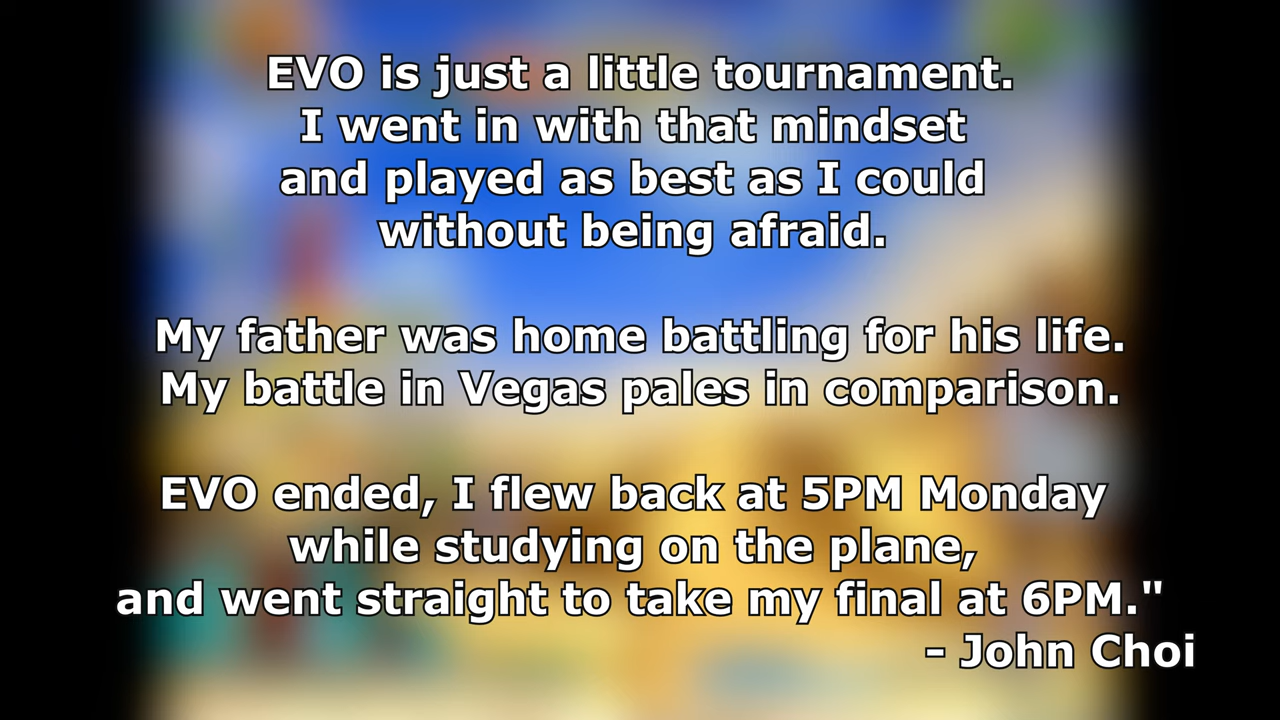 EVO is just a little tournament.
I went in with that mindset
and played as best as I could
without being afraid.
My father was home battling for his life.
My battle in Vegas pales in comparison.
EVO ended, I flew back at 5PM Monday
while studying on the plane,
and went straight to take my final at 6PM."
- John Choi